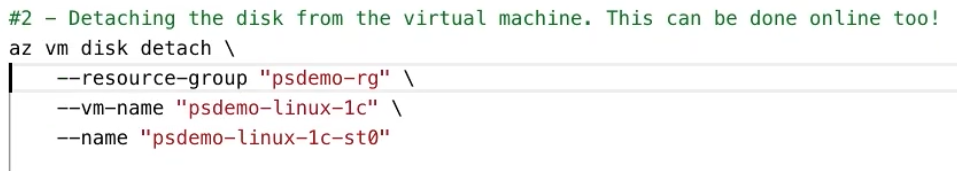 #2 - Detaching the disk from the virtual machine. This can be done online too!
az vm disk detach \
    --resource-group "psdemo-rg" \
    --vm-name "psdemo-linux-1c" \
    --name "psdemo-linux-1c-st0"